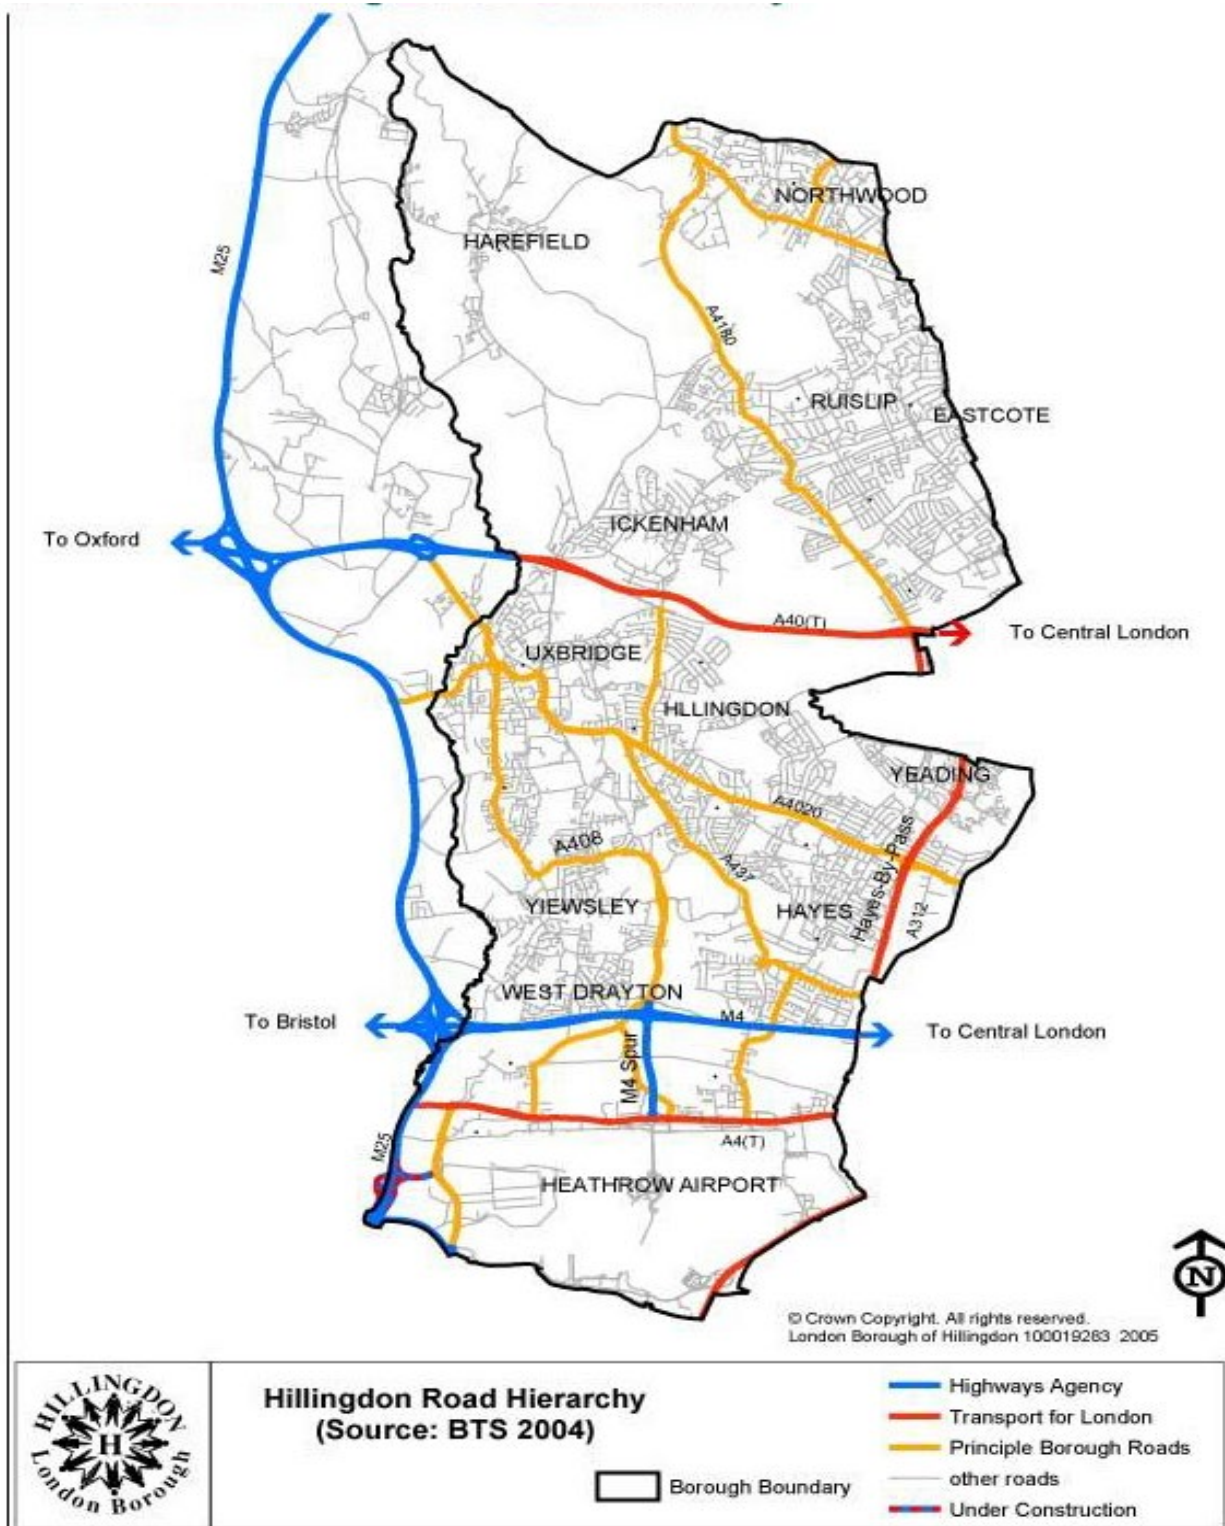 NORTHWOOD
HAREFIELD
M25
A4180
RUISLIP
EASTCOTE
ICKENHAM
To Oxford
A40(T)
To Central London
UXBRIDGE
HLLINGDON
YEADING
A4020
A408
A437
Hayes-By-Pass
YIEWSLEY
HAYES
A312
WEST DRAYTON
To Bristol
M4
To Central London
M4 Spur
A4(T)
M25
HEATHROW AIRPORT
N
© Crown Copyright. All rights reserved.
London Borough of Hillingdon 100019283 2005
HILLINGDON
H
London Borough
Hillingdon Road Hierarchy
(Source: BTS 2004)
Borough Boundary
Highways Agency
Transport for London
Principle Borough Roads
other roads
Under Construction